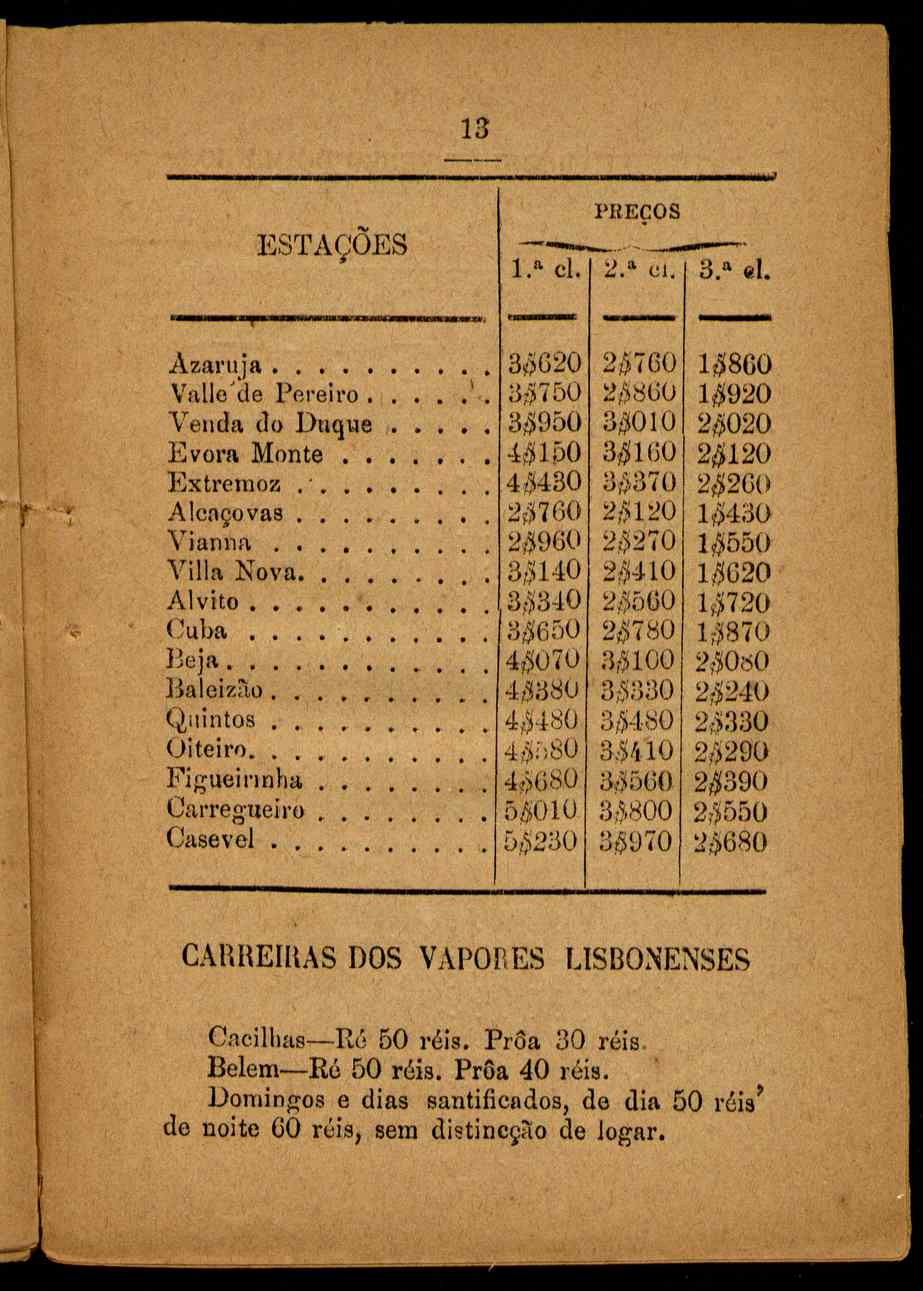 13
ESTAÇÕES
PREÇOS
1.ª cl. 2.ª cl. 3.ª cl.
Azaruja . . . . . . . . . . 3$620 2$760 1$860
Valle de Pereiro . . . . . . 3$750 2$860 1$920
Venda do Duque . . . . . 3$950 3$010 2$020
Evora Monte . . . . . . . 4$150 3$160 2$120
Extremoz . . . . . . . . . 4$430 3$370 2$260
Alcaçovas . . . . . . . . . 2$760 2$120 1$430
Vianna . . . . . . . . . . 2$960 2$270 1$550
Villa Nova. . . . . . . . . 3$140 2$410 1$620
Alvito . . . . . . . . . . . 3$340 2$560 1$720
Cuba . . . . . . . . . . . 3$650 2$780 1$870
Beja . . . . . . . . . . . . 4$070 3$100 2$080
Baleizão . . . . . . . . . . 4$380 3$330 2$240
Quintos . . . . . . . . . . 4$480 3$480 2$330
Oiteiro. . . . . . . . . . . 3$410 2$290
Figueirinha . . . . . . . . 4$680 3$560 2$390
Carregueiro . . . . . . . . 5$010 3$800 2$550
Casevel . . . . . . . . . . 5$230 3$970 2$680
CARREIRAS DOS VAPORES LISBONENSES
Cacilhas—Ré 50 réis. Prôa 30 réis.
Belem—Ré 50 réis. Prôa 40 réis.
Domingos e dias santificados, de dia 50 réis’
de noite 60 réis, sem distincção de logar.